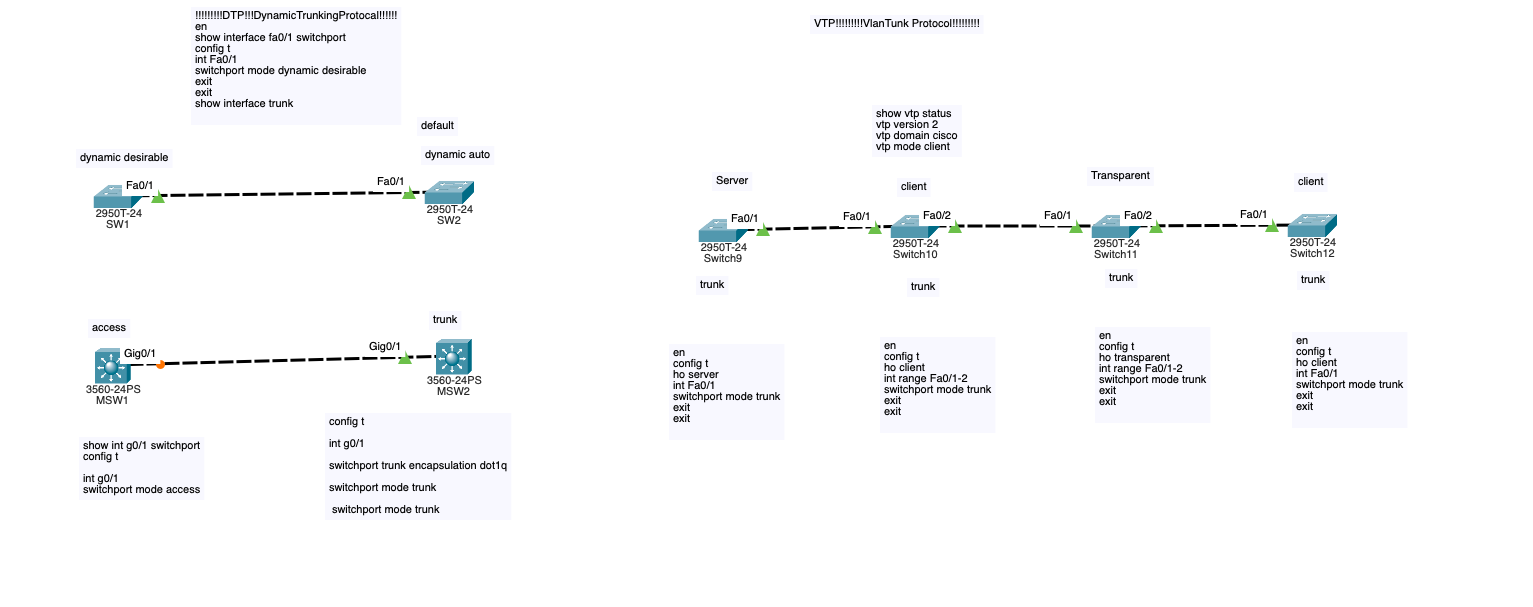 !!!!!!!!!DTP!!!DynamicTrunkingProtocal!!!!!!
en
show interface fa0/1 switchport
config t
int Fa0/1
switchport mode dynamic desirable
exit
exit
show interface trunk
default
dynamic desirable
dynamic auto
Fa0/1
Fa0/1
2950T-24
SW1
2950T-24
SW2
access
trunk
Gig0/1
Gig0/1
3560-24PS
MSW1
3560-24PS
MSW2
show int g0/1 switchport
config t
int g0/1
switchport mode access
config t
int g0/1
switchport trunk encapsulation dot1q
switchport mode trunk
switchport mode trunk
VTP!!!!!!!!!VlanTunk Protocol!!!!!!!!!
show vtp status
vtp version 2
vtp domain cisco
vtp mode client
Server
client
Transparent
client
Fa0/1
Fa0/1
Fa0/2
Fa0/1
Fa0/2
Fa0/1
2950T-24
Switch9
2950T-24
Switch10
2950T-24
Switch11
2950T-24
Switch12
trunk
trunk
trunk
trunk
en
config t
ho server
int Fa0/1
switchport mode trunk
exit
exit
en
config t
ho client
int range Fa0/1-2
switchport mode trunk
exit
exit
en
config t
ho transparent
int range Fa0/1-2
switchport mode trunk
exit
exit
en
config t
ho client
int Fa0/1
switchport mode trunk
exit
exit